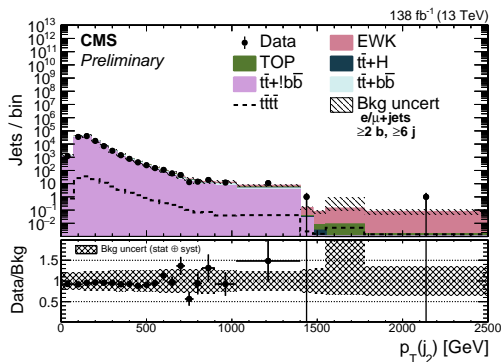 138 fb⁻¹ (13 TeV)
CMS
Preliminary
Data
EWK
TOP
tt̄+H
tt̄+!bb̄
tt̄+bb̄
tt̄tt̄
Bkg uncert
e/μ+jets
≥2 b, ≥6 j
Jets / bin
10¹³
10¹²
10¹¹
10¹⁰
10⁹
10⁸
10⁷
10⁶
10⁵
10⁴
10³
10²
10
1
10⁻¹
10⁻²
Data/Bkg
1.5
1
0.5
Bkg uncert (stat ⊕ syst)
0 500 1000 1500 2000 2500
p_T(j_2) [GeV]